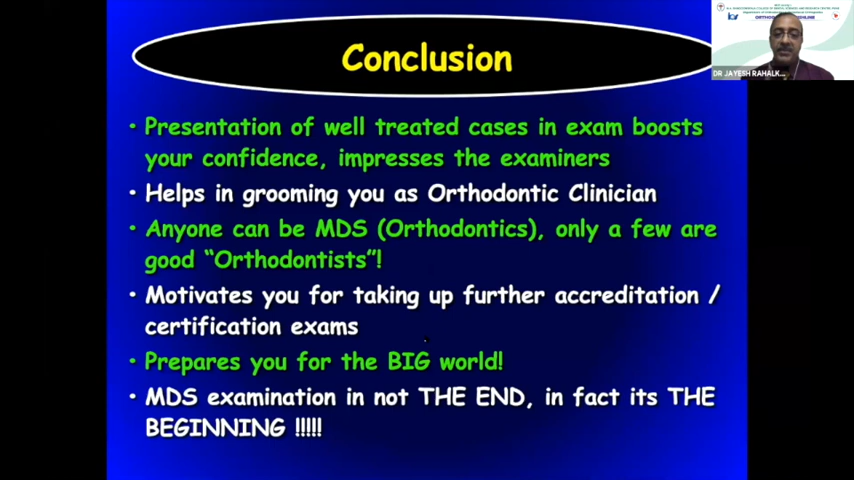 Conclusion
• Presentation of well treated cases in exam boosts
your confidence, impresses the examiners
• Helps in grooming you as Orthodontic Clinician
• Anyone can be MDS (Orthodontics), only a few are
good “Orthodontists”!
• Motivates you for taking up further accreditation /
certification exams
• Prepares you for the BIG world!
• MDS examination in not THE END, in fact its THE
BEGINNING !!!!!
DR JAYESH RAHALK...